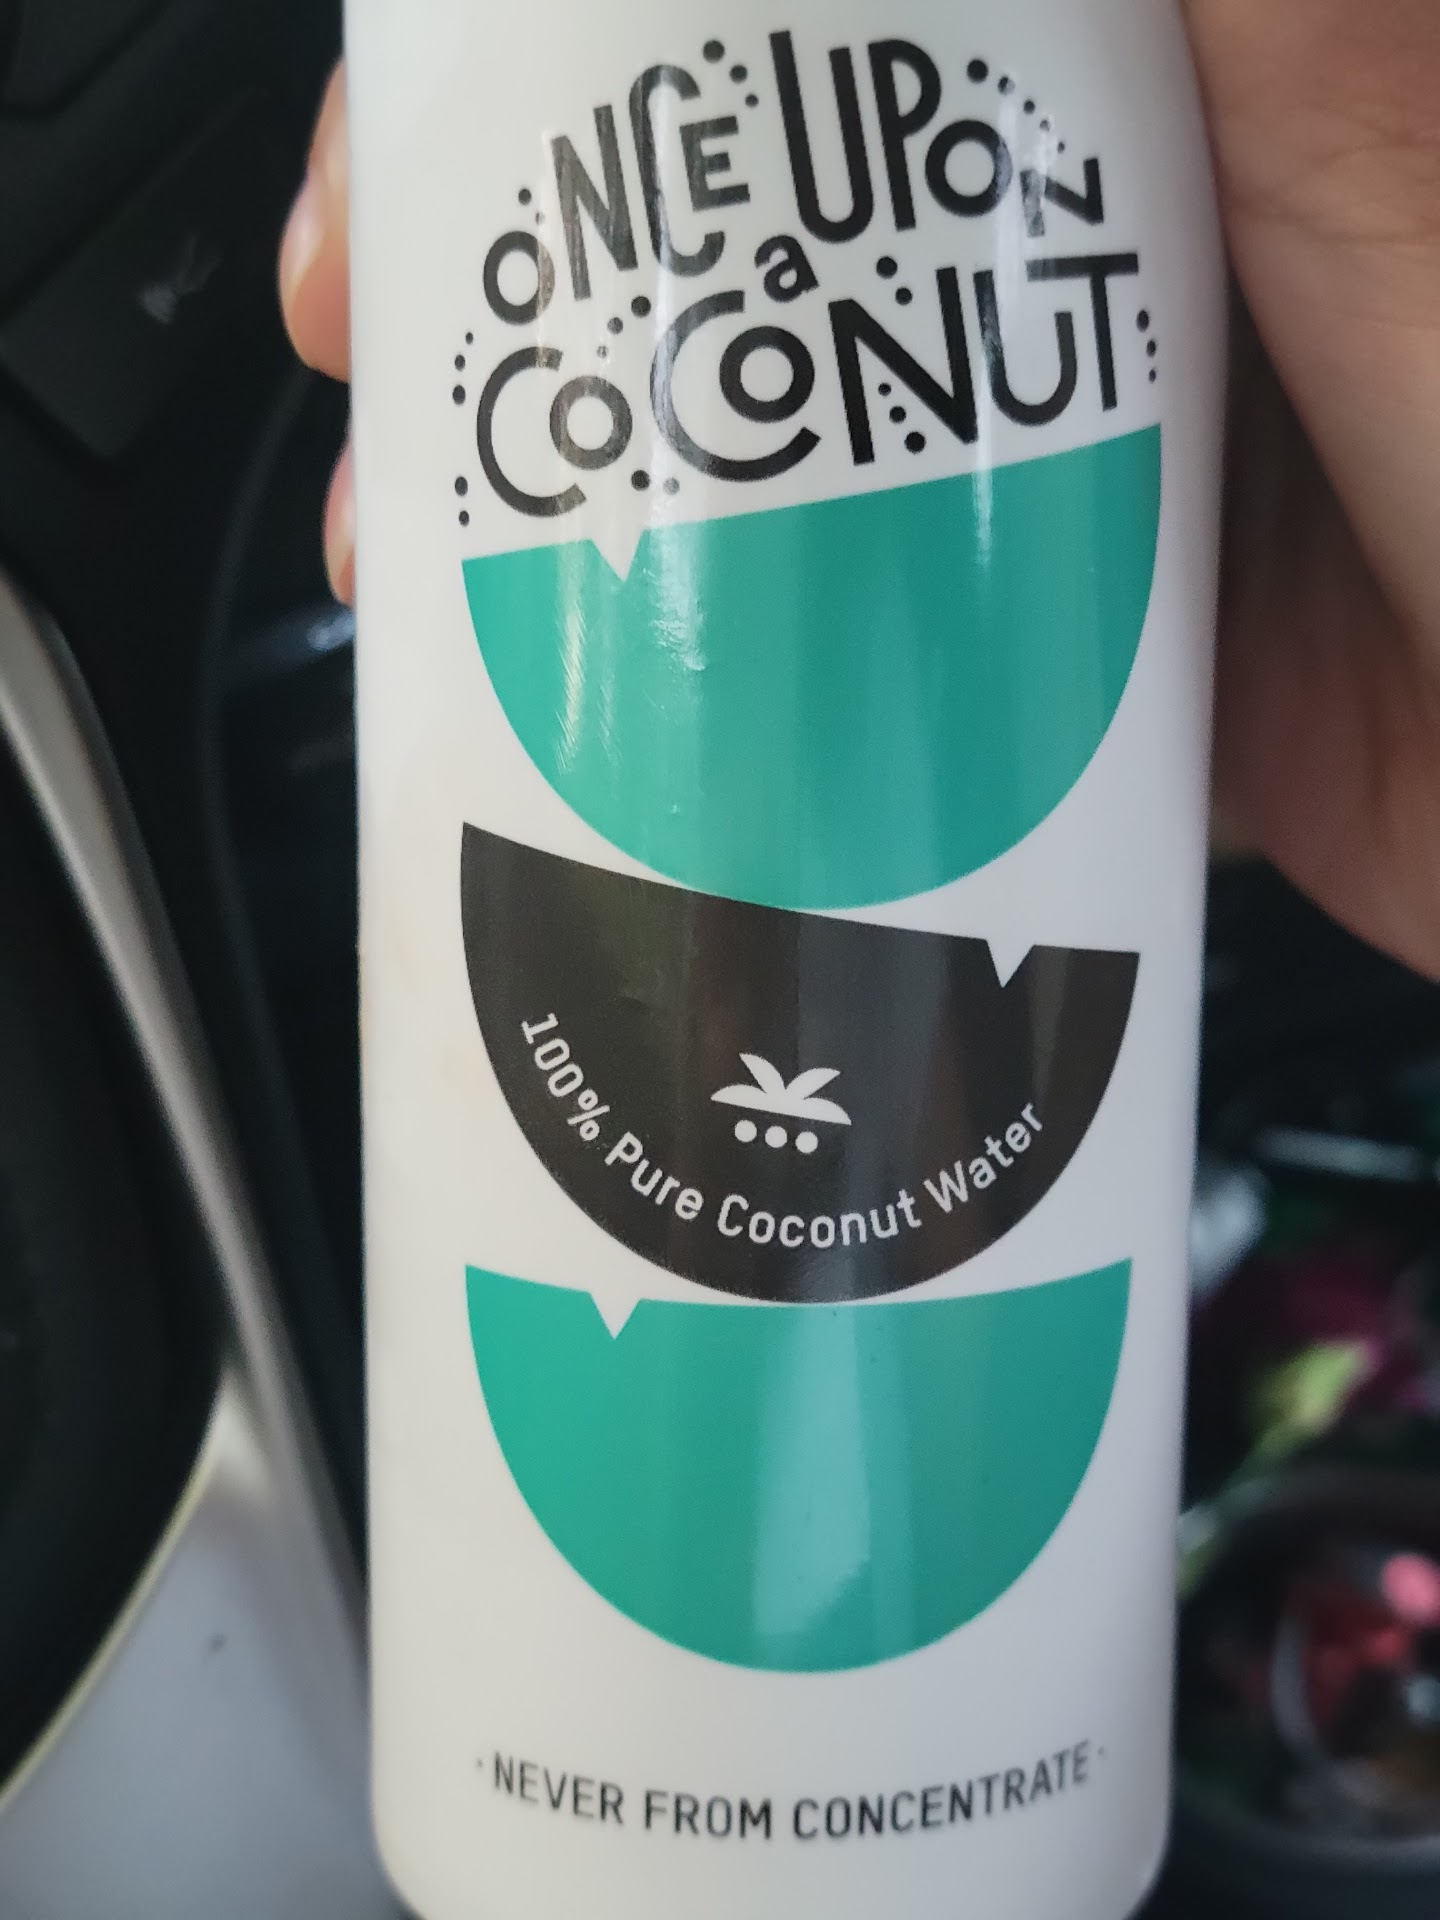 ONCE UPON
a
COCONUT
100% Pure Coconut Water
·NEVER FROM CONCENTRATE·